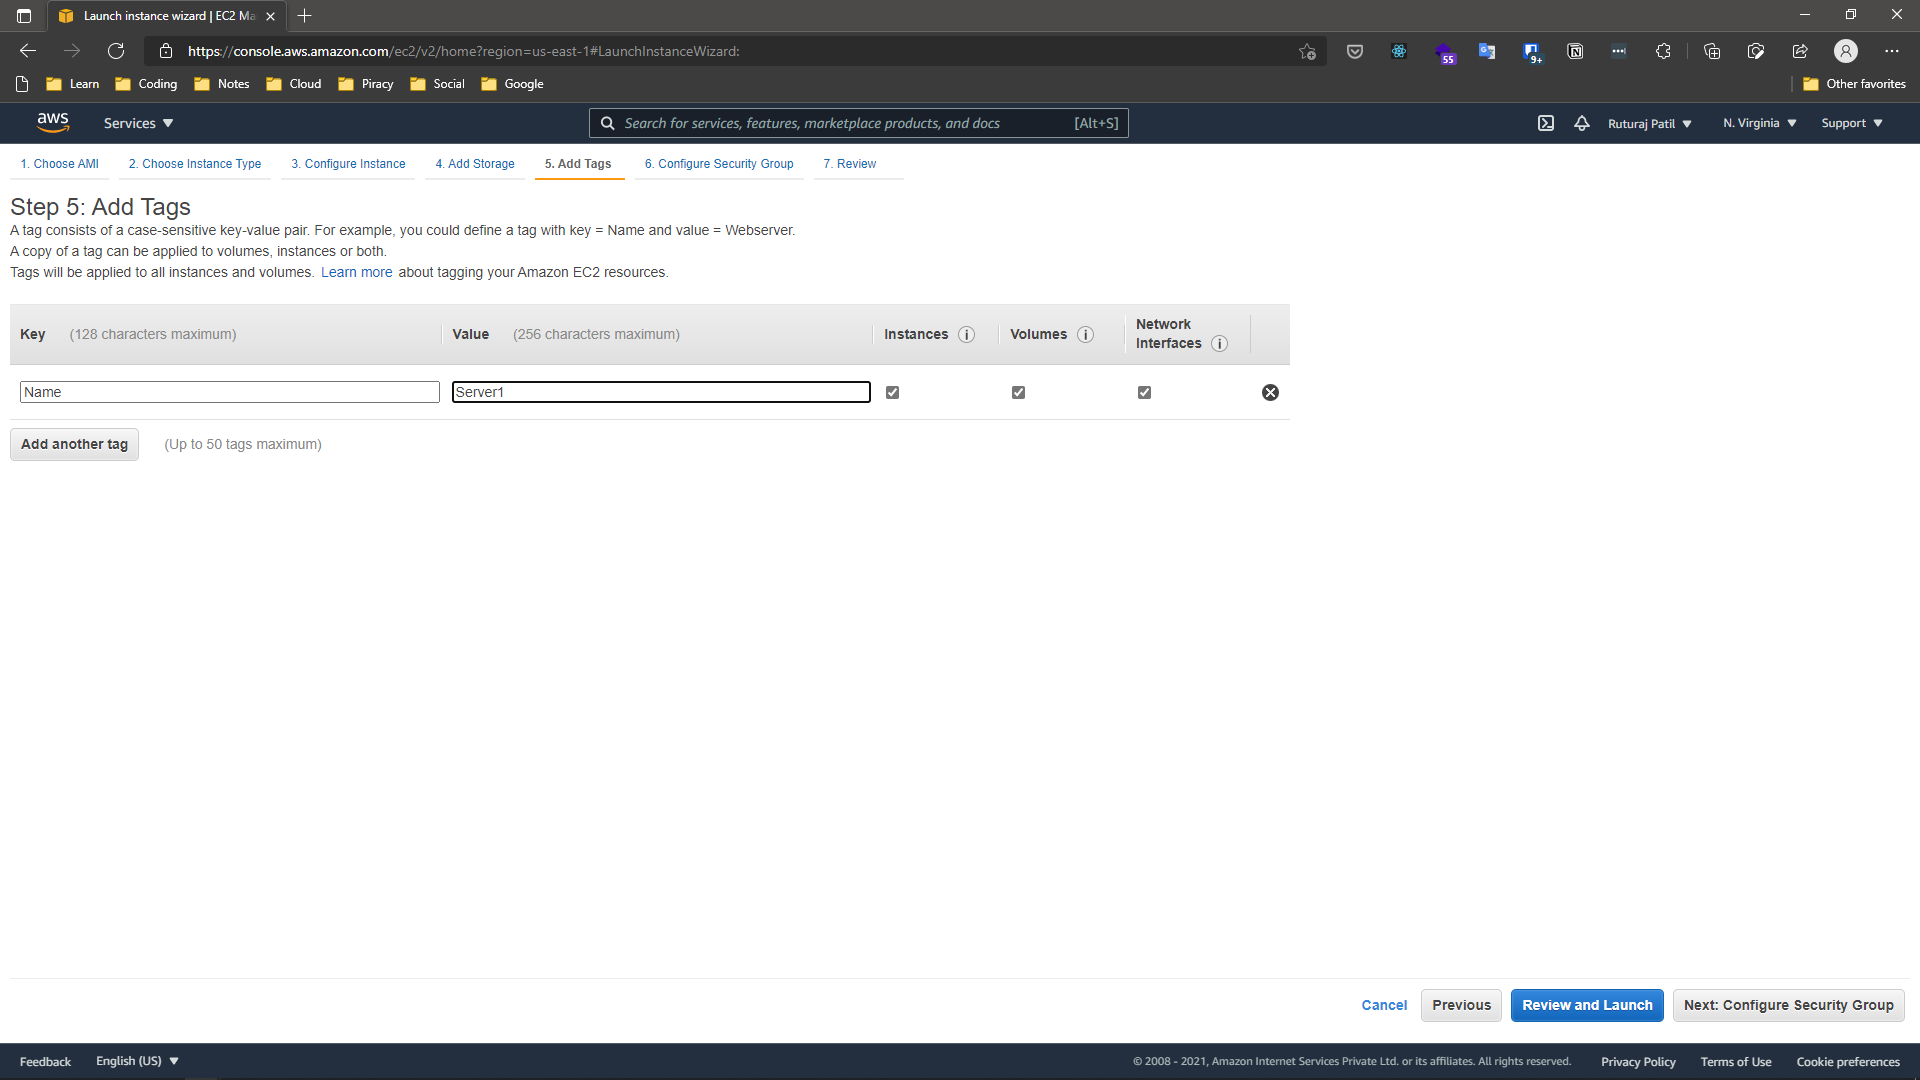 Launch instance wizard | EC2 Ma
https://console.aws.amazon.com/ec2/v2/home?region=us-east-1#LaunchInstanceWizard:
55
9+
Learn
Coding
Notes
Cloud
Piracy
Social
Google
Other favorites
aws
Services
Search for services, features, marketplace products, and docs
[Alt+S]
Ruturaj Patil
N. Virginia
Support
1. Choose AMI
2. Choose Instance Type
3. Configure Instance
4. Add Storage
5. Add Tags
6. Configure Security Group
7. Review
Step 5: Add Tags
A tag consists of a case-sensitive key-value pair. For example, you could define a tag with key = Name and value = Webserver.
A copy of a tag can be applied to volumes, instances or both.
Tags will be applied to all instances and volumes. Learn more about tagging your Amazon EC2 resources.
Key (128 characters maximum)
Value (256 characters maximum)
Instances
Volumes
Network
Interfaces
Name
Server1
Add another tag
(Up to 50 tags maximum)
Cancel
Previous
Review and Launch
Next: Configure Security Group
Feedback
English (US)
© 2008 - 2021, Amazon Internet Services Private Ltd. or its affiliates. All rights reserved.
Privacy Policy
Terms of Use
Cookie preferences